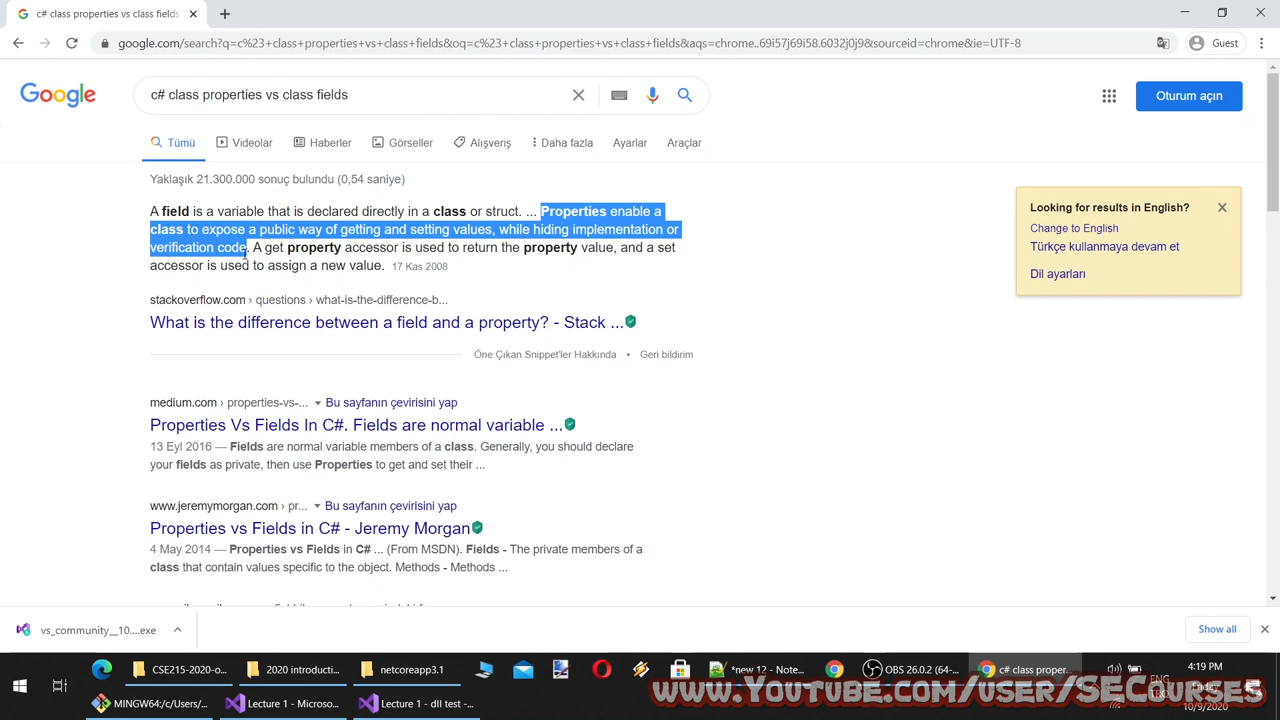 c# class properties vs class fields
google.com/search?q=c%23+class+properties+vs+class+fields&oq=c%23+class+properties+vs+class+fields&aqs=chrome..69i57j69i58.6032j0j9&sourceid=chrome&ie=UTF-8
Guest
Google
c# class properties vs class fields
Oturum açın
Tümü Videolar Haberler Görseller Alışveriş Daha fazla Ayarlar Araçlar
Yaklaşık 21.300.000 sonuç bulundu (0,54 saniye)
A field is a variable that is declared directly in a class or struct. ... Properties enable a
class to expose a public way of getting and setting values, while hiding implementation or
verification code. A get property accessor is used to return the property value, and a set
accessor is used to assign a new value. 17 Kas 2008
Looking for results in English?
Change to English
Türkçe kullanmaya devam et
Dil ayarları
stackoverflow.com › questions › what-is-the-difference-b...
What is the difference between a field and a property? - Stack ...
Öne Çıkan Snippet'ler Hakkında • Geri bildirim
medium.com › properties-vs-... Bu sayfanın çevirisini yap
Properties Vs Fields In C#. Fields are normal variable ...
13 Eyl 2016 — Fields are normal variable members of a class. Generally, you should declare
your fields as private, then use Properties to get and set their ...
www.jeremymorgan.com › pr... Bu sayfanın çevirisini yap
Properties vs Fields in C# - Jeremy Morgan
4 May 2014 — Properties vs Fields in C# ... (From MSDN). Fields - The private members of a
class that contain values specific to the object. Methods - Methods ...
vs_community__10....exe
Show all
CSE215-2020-o... 2020 introducti... netcoreapp3.1 *new 12 - Note... OBS 26.0.2 (64-... c# class proper... 4:19 PM
ENG
MINGW64:/c/Users/... Lecture 1 - Microso... Lecture 1 - dll test -... 10/9/2020
www.Youtube.com/user/SECourses